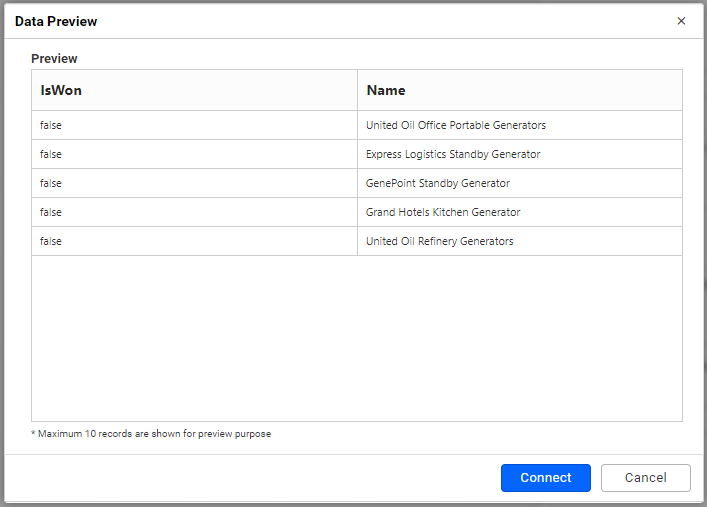 Data Preview ×
Preview
IsWon Name
false United Oil Office Portable Generators
false Express Logistics Standby Generator
false GenePoint Standby Generator
false Grand Hotels Kitchen Generator
false United Oil Refinery Generators
* Maximum 10 records are shown for preview purpose
Connect Cancel